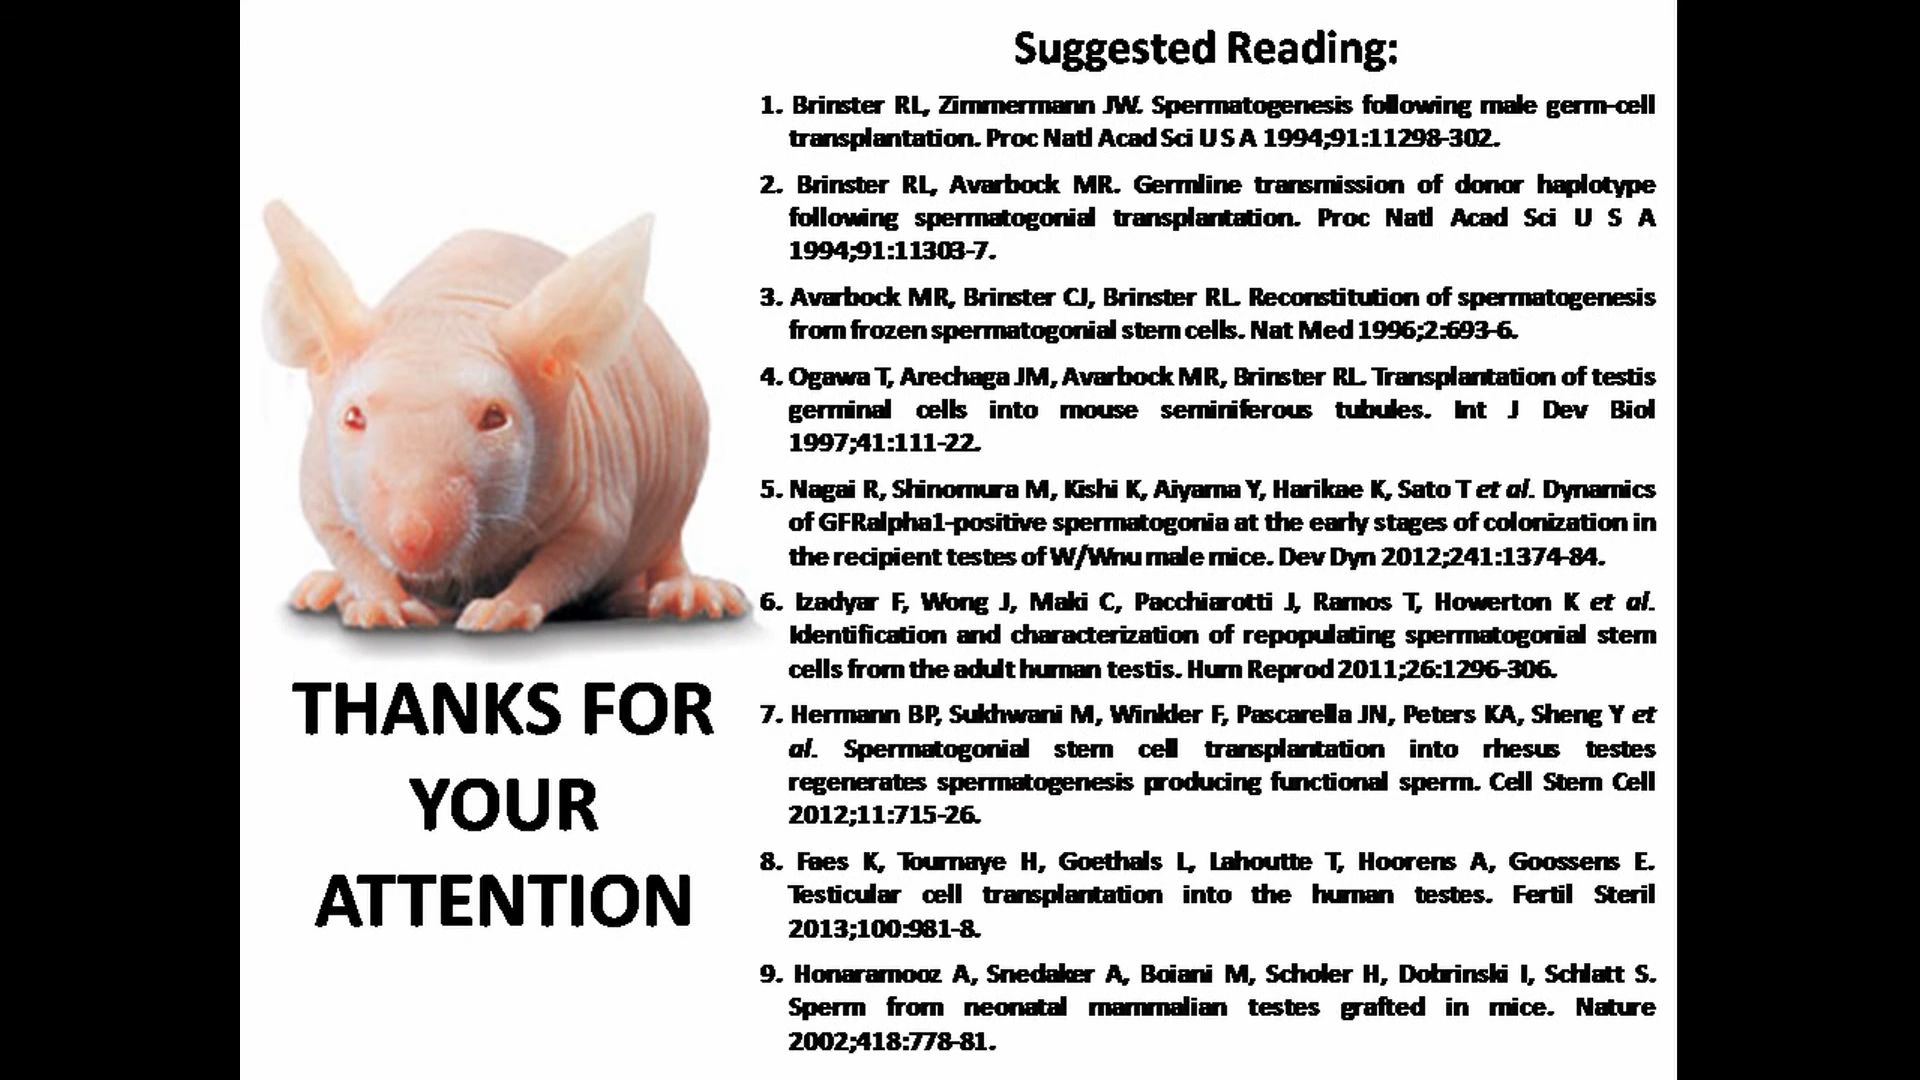 Suggested Reading:
1. Brinster RL, Zimmermann JW. Spermatogenesis following male germ-cell
transplantation. Proc Natl Acad Sci U S A 1994;91:11298-302.
2. Brinster RL, Avarbock MR. Germline transmission of donor haplotype
following spermatogonial transplantation. Proc Natl Acad Sci U S A
1994;91:11303-7.
3. Avarbock MR, Brinster CJ, Brinster RL. Reconstitution of spermatogenesis
from frozen spermatogonial stem cells. Nat Med 1996;2:693-6.
4. Ogawa T, Arechaga JM, Avarbock MR, Brinster RL. Transplantation of testis
germinal cells into mouse seminiferous tubules. Int J Dev Biol
1997;41:111-22.
5. Nagai R, Shinomura M, Kishi K, Aiyama Y, Harikae K, Sato T et al. Dynamics
of GFRalpha1-positive spermatogonia at the early stages of colonization in
the recipient testes of W/Wnu male mice. Dev Dyn 2012;241:1374-84.
6. Izadyar F, Wong J, Maki C, Pacchiarotti J, Ramos T, Howerton K et al.
Identification and characterization of repopulating spermatogonial stem
cells from the adult human testis. Hum Reprod 2011;26:1296-306.
7. Hermann BP, Sukhwani M, Winkler F, Pascarella JN, Peters KA, Sheng Y et
al. Spermatogonial stem cell transplantation into rhesus testes
regenerates spermatogenesis producing functional sperm. Cell Stem Cell
2012;11:715-26.
8. Faes K, Tournaye H, Goethals L, Lahoutte T, Hoorens A, Goossens E.
Testicular cell transplantation into the human testes. Fertil Steril
2013;100:981-8.
9. Honaramooz A, Snedaker A, Boiani M, Scholer H, Dobrinski I, Schlatt S.
Sperm from neonatal mammalian testes grafted in mice. Nature
2002;418:778-81.
THANKS FOR
YOUR
ATTENTION